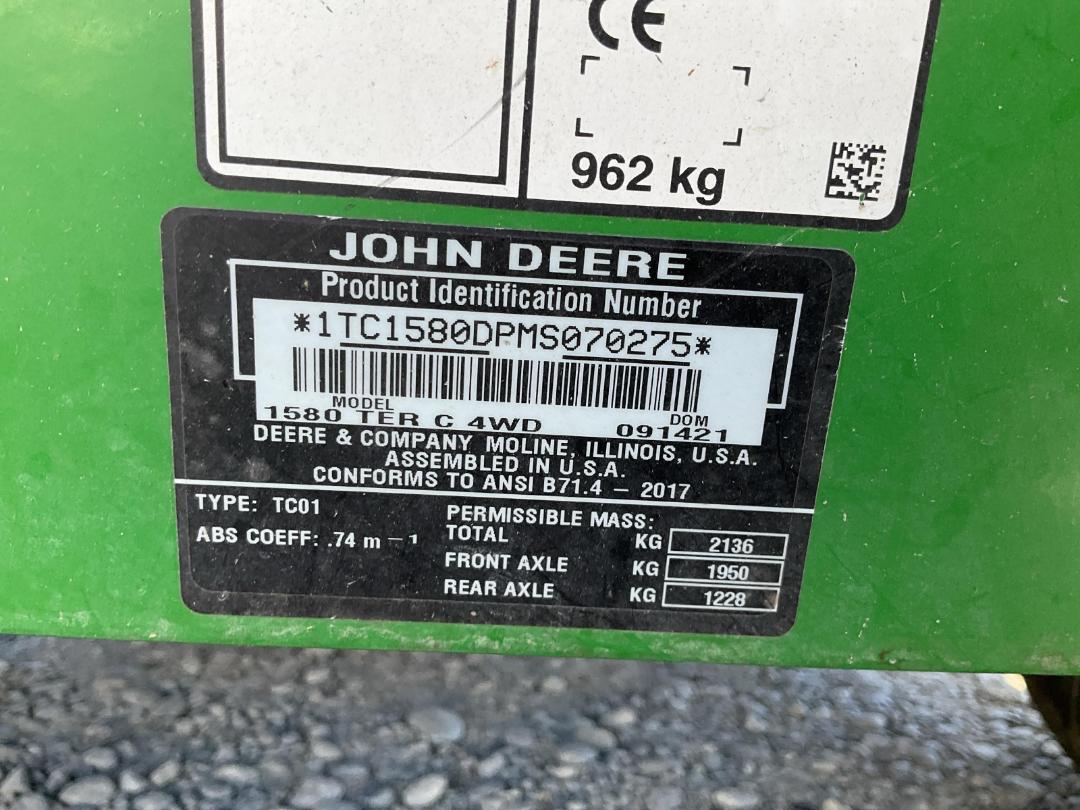 CE
962 kg
JOHN DEERE
Product Identification Number
*1TC1580DPMS070275*
MODEL DOM
1580 TER C 4WD 091421
DEERE & COMPANY MOLINE, ILLINOIS, U.S.A.
ASSEMBLED IN U.S.A.
CONFORMS TO ANSI B71.4 – 2017
TYPE: TC01
ABS COEFF: .74 m –1
PERMISSIBLE MASS:
TOTAL KG 2136
FRONT AXLE KG 1950
REAR AXLE KG 1228